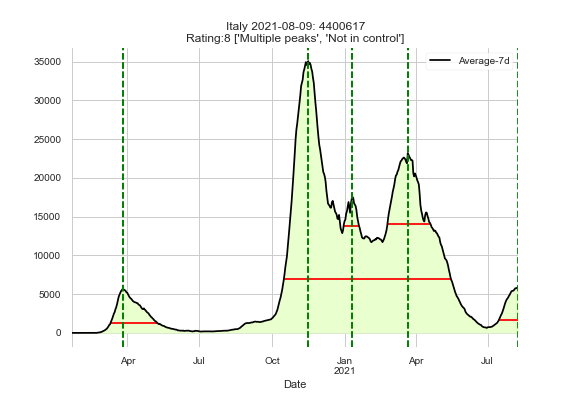 Italy 2021-08-09: 4400617
Rating:8 ['Multiple peaks', 'Not in control']
Average-7d
35000
30000
25000
20000
15000
10000
5000
0
Apr Jul Oct Jan Apr Jul
2021
Date